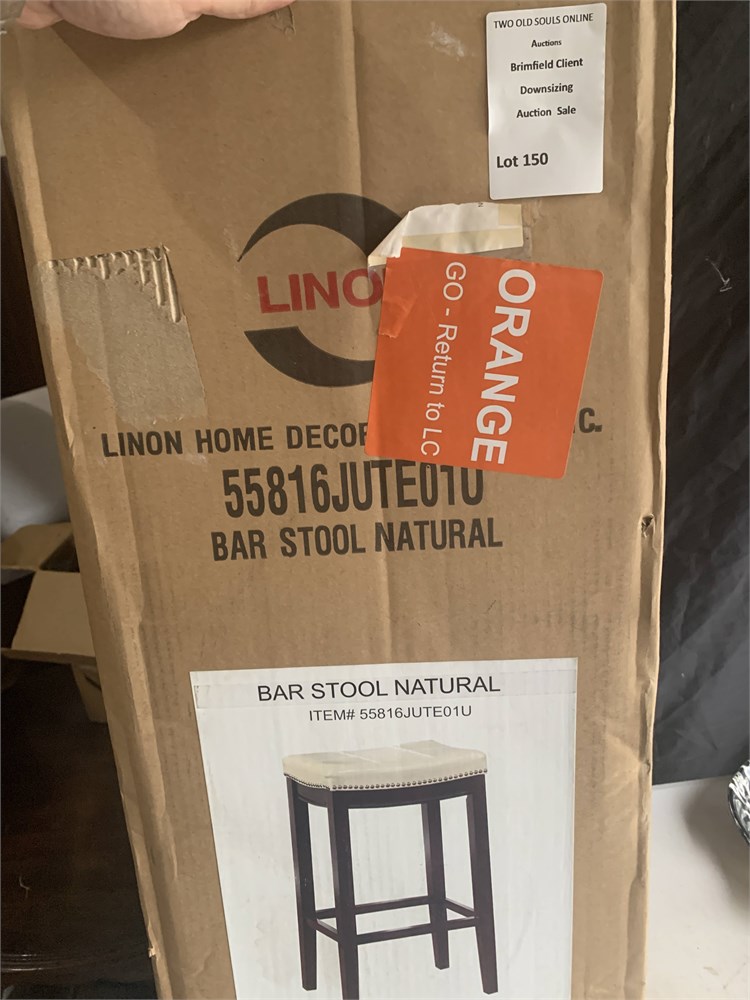 TWO OLD SOULS ONLINE
Auctions
Brimfield Client
Downsizing
Auction Sale
Lot 150
LINO
ORANGE
GO - Return to LC
LINON HOME DECOR C.
55816JUTE01U
BAR STOOL NATURAL
BAR STOOL NATURAL
ITEM# 55816JUTE01U